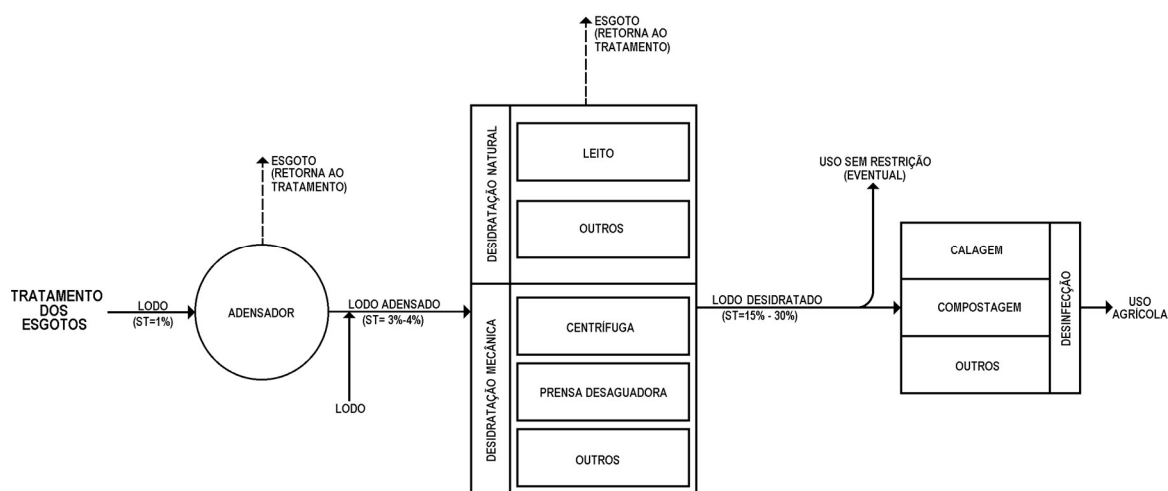 TRATAMENTO
DOS
ESGOTOS
LODO
(ST=1%)
ADENSADOR
ESGOTO
(RETORNA AO
TRATAMENTO)
LODO ADENSADO
(ST= 3%-4%)
LODO
ESGOTO
(RETORNA AO
TRATAMENTO)
DESIDRATAÇÃO NATURAL
LEITO
OUTROS
DESIDRATAÇÃO MECÂNICA
CENTRÍFUGA
PRENSA DESAGUADORA
OUTROS
LODO DESIDRATADO
(ST=15% - 30%)
USO SEM RESTRIÇÃO
(EVENTUAL)
CALAGEM
COMPOSTAGEM
OUTROS
DESINFECÇÃO
USO
AGRÍCOLA